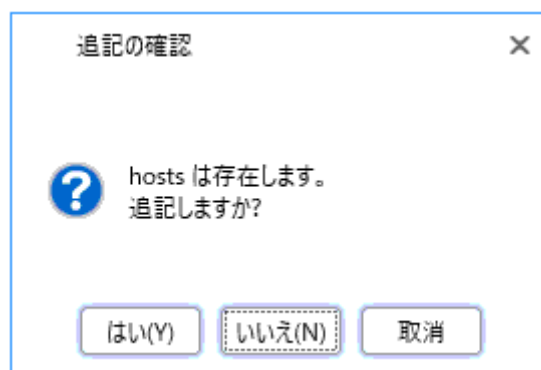 追記の確認
hosts は存在します。
追記しますか?
はい(Y)
いいえ(N)
取消